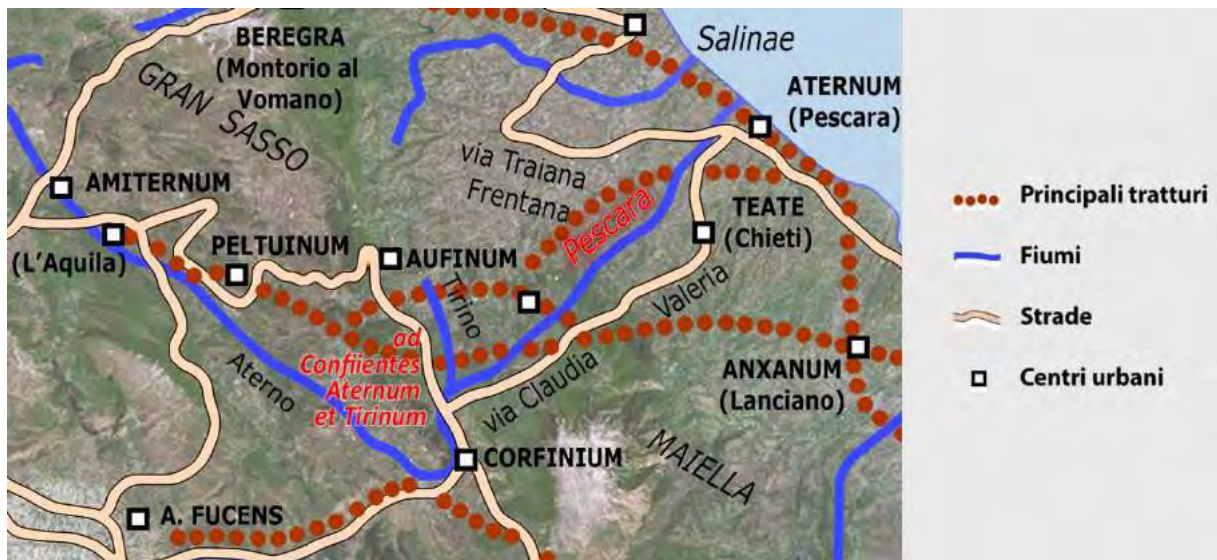 BEREGRA
(Montorio al
Vomano)
GRAN SASSO
Salinae
ATERNUM
(Pescara)
AMITERNUM
via Traiana
Frentana
Pescara
TEATE
(Chieti)
(L'Aquila)
PELTUINUM
AUFINUM
Tirino
Valeria
ad
Confiientes
Aternum
et Tirinum
Aterno
via Claudia
ANXANUM
(Lanciano)
CORFINIUM
MAIELLA
A. FUCENS
Principali tratturi
Fiumi
Strade
Centri urbani